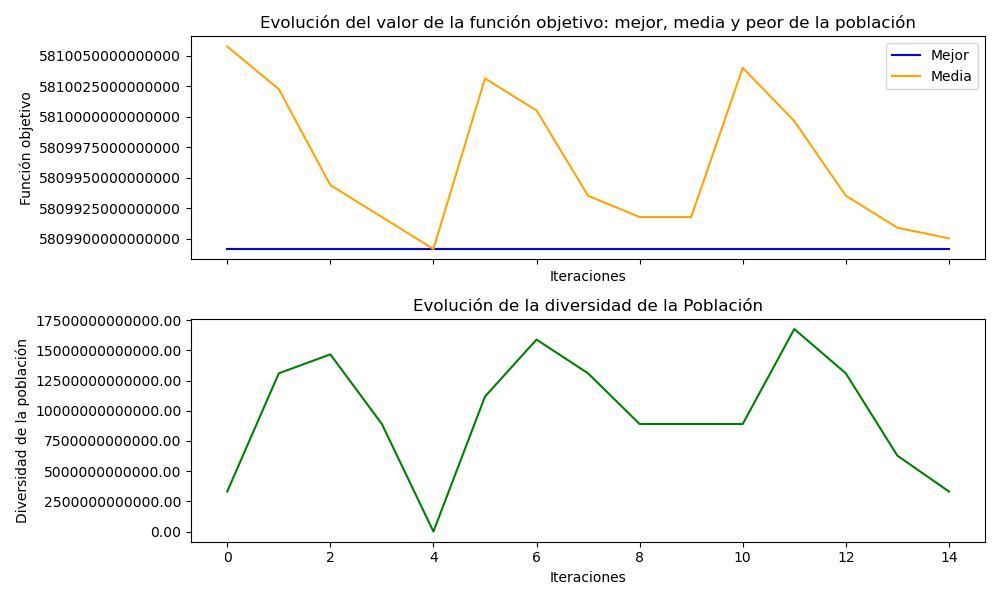 Evolución del valor de la función objetivo: mejor, media y peor de la población
Función objetivo
5810050000000000
5810025000000000
5810000000000000
5809975000000000
5809950000000000
5809925000000000
5809900000000000
Mejor
Media
Iteraciones
Evolución de la diversidad de la Población
Diversidad de la población
17500000000000.00
15000000000000.00
12500000000000.00
10000000000000.00
7500000000000.00
5000000000000.00
2500000000000.00
0.00
0 2 4 6 8 10 12 14
Iteraciones